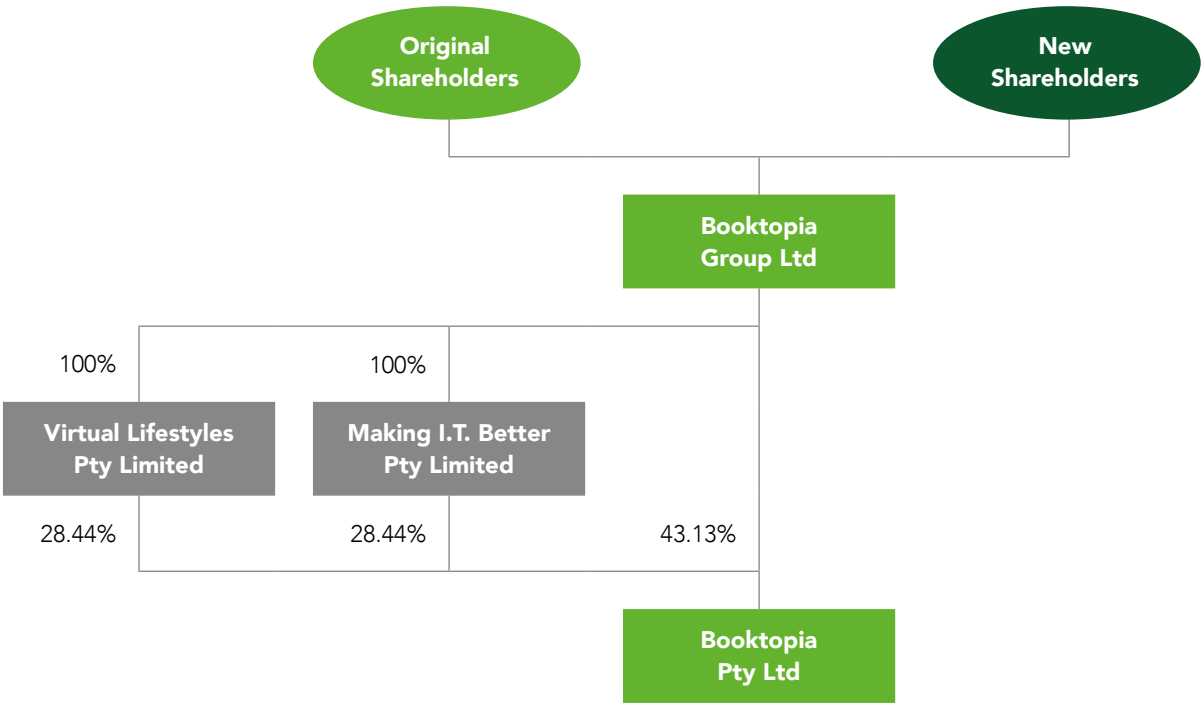 Original
Shareholders
New
Shareholders
Booktopia
Group Ltd
100%
100%
Virtual Lifestyles
Pty Limited
Making I.T. Better
Pty Limited
28.44%
28.44%
43.13%
Booktopia
Pty Ltd